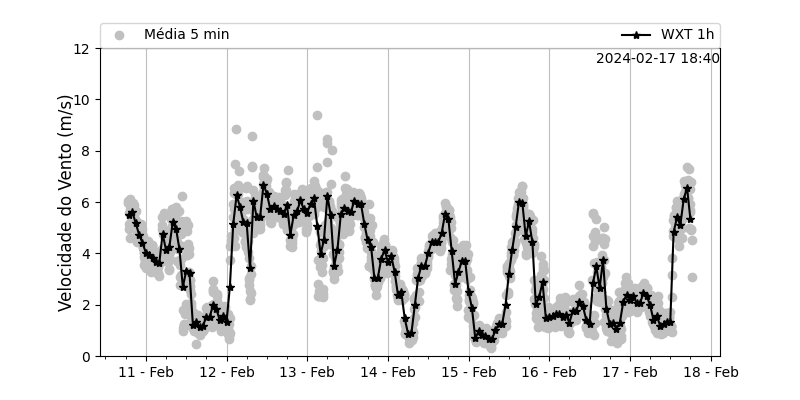 Média 5 min
WXT 1h
2024-02-17 18:40
Velocidade do Vento (m/s)
12
10
8
6
4
2
0
11 - Feb
12 - Feb
13 - Feb
14 - Feb
15 - Feb
16 - Feb
17 - Feb
18 - Feb